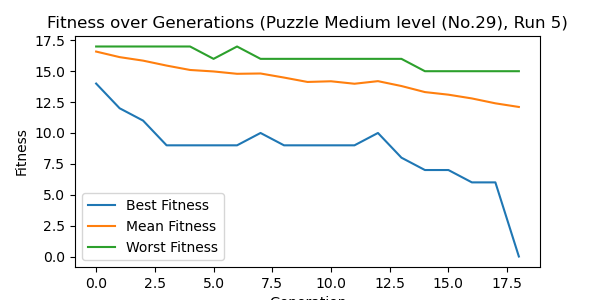 Fitness over Generations (Puzzle Medium level (No.29), Run 5)
17.5
15.0
12.5
10.0
7.5
5.0
2.5
0.0
Fitness
Best Fitness
Mean Fitness
Worst Fitness
0.0 2.5 5.0 7.5 10.0 12.5 15.0 17.5
Generation